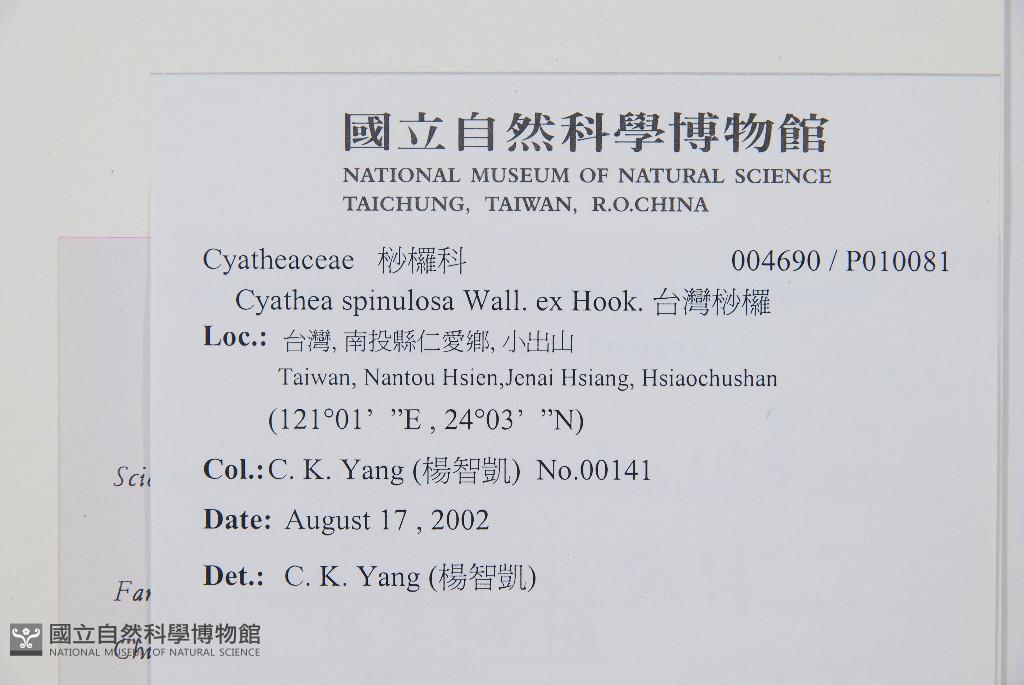 國立自然科學博物館
NATIONAL MUSEUM OF NATURAL SCIENCE
TAICHUNG, TAIWAN, R.O.CHINA
Cyatheaceae 桫欏科 004690 / P010081
Cyathea spinulosa Wall. ex Hook. 台灣桫欏
Loc.: 台灣, 南投縣仁愛鄉, 小出山
Taiwan, Nantou Hsien,Jenai Hsiang, Hsiaochushan
(121°01’ ”E , 24°03’ ”N)
Col.:C. K. Yang (楊智凱) No.00141
Date: August 17 , 2002
Det.: C. K. Yang (楊智凱)
國立自然科學博物館
NATIONAL MUSEUM OF NATURAL SCIENCE